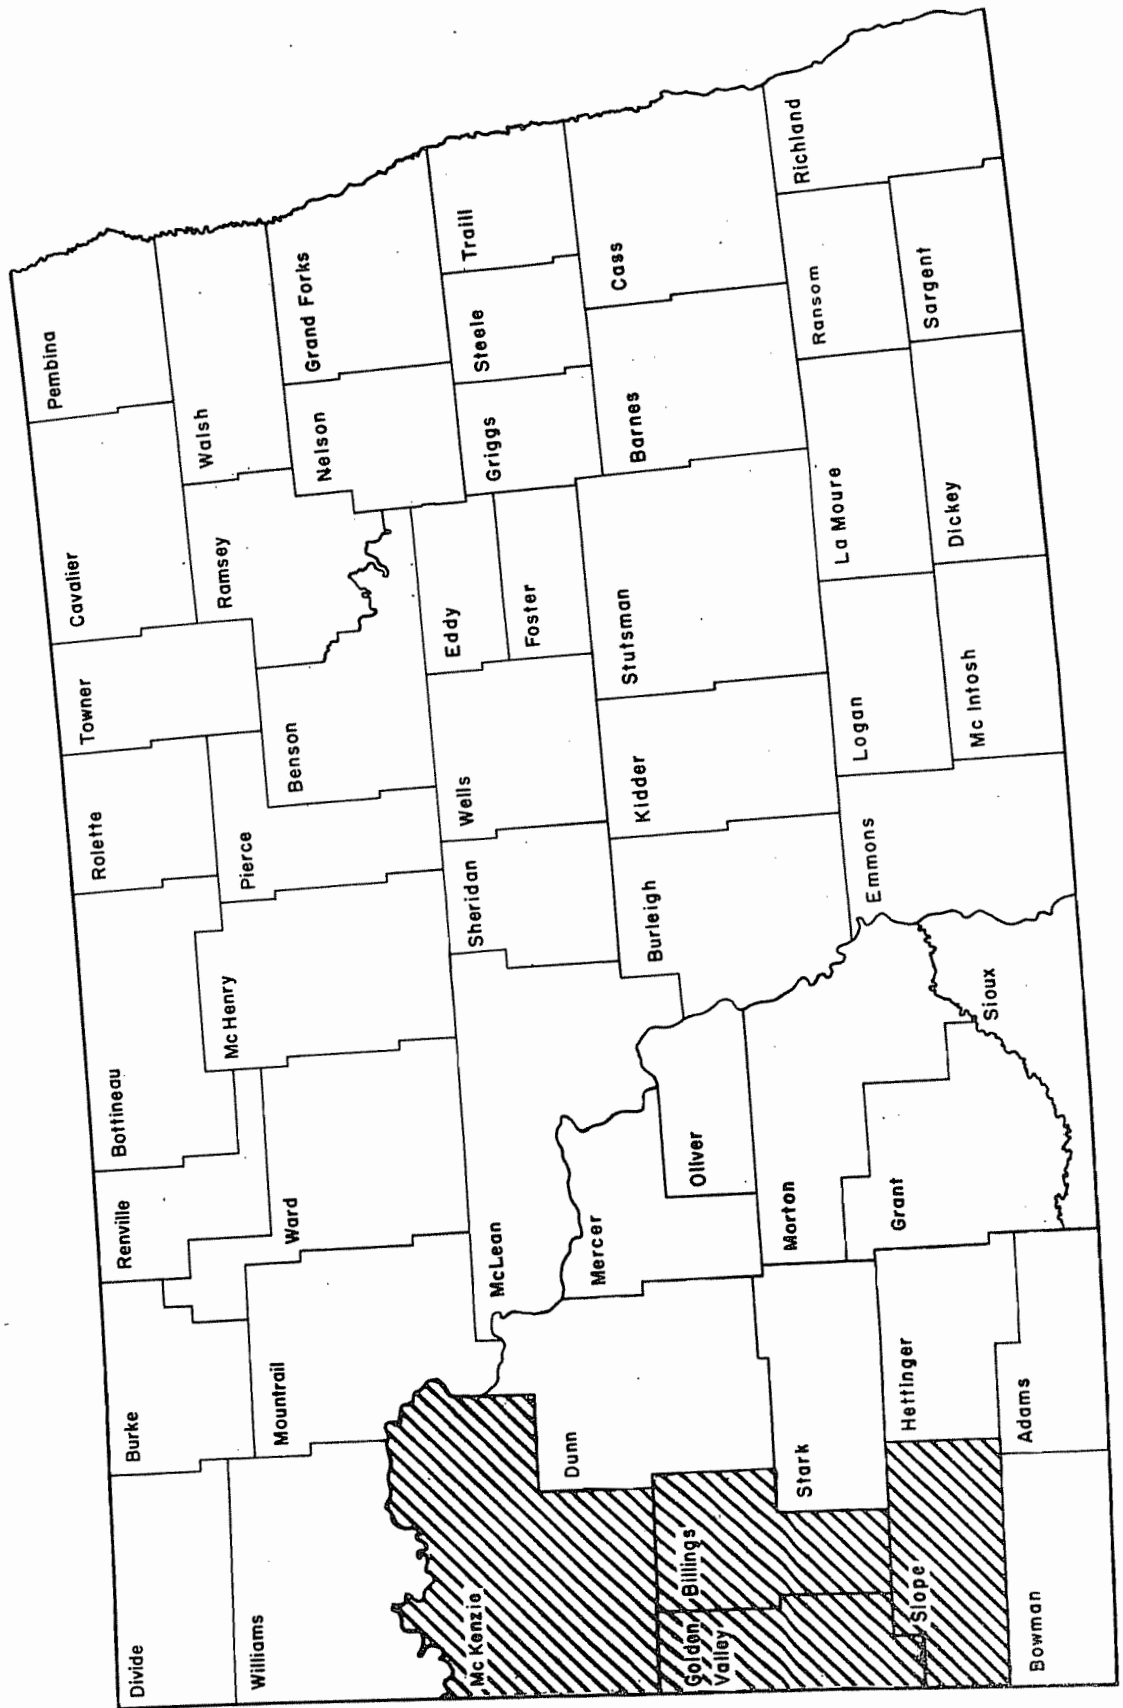 Divide
Burke
Renville
Bottineau
Rolette
Towner
Cavalier
Pembina
Williams
Mountrail
Ward
McHenry
Pierce
Benson
Ramsey
Walsh
Nelson
Grand Forks
McKenzie
McLean
Sheridan
Wells
Eddy
Foster
Griggs
Steele
Traill
Dunn
Mercer
Oliver
Burleigh
Kidder
Stutsman
Barnes
Cass
Golden
Valley
Billings
Stark
Morton
Slope
Hettinger
Grant
Emmons
Logan
La Moure
Ransom
Richland
Bowman
Adams
Sioux
Mc Intosh
Dickey
Sargent